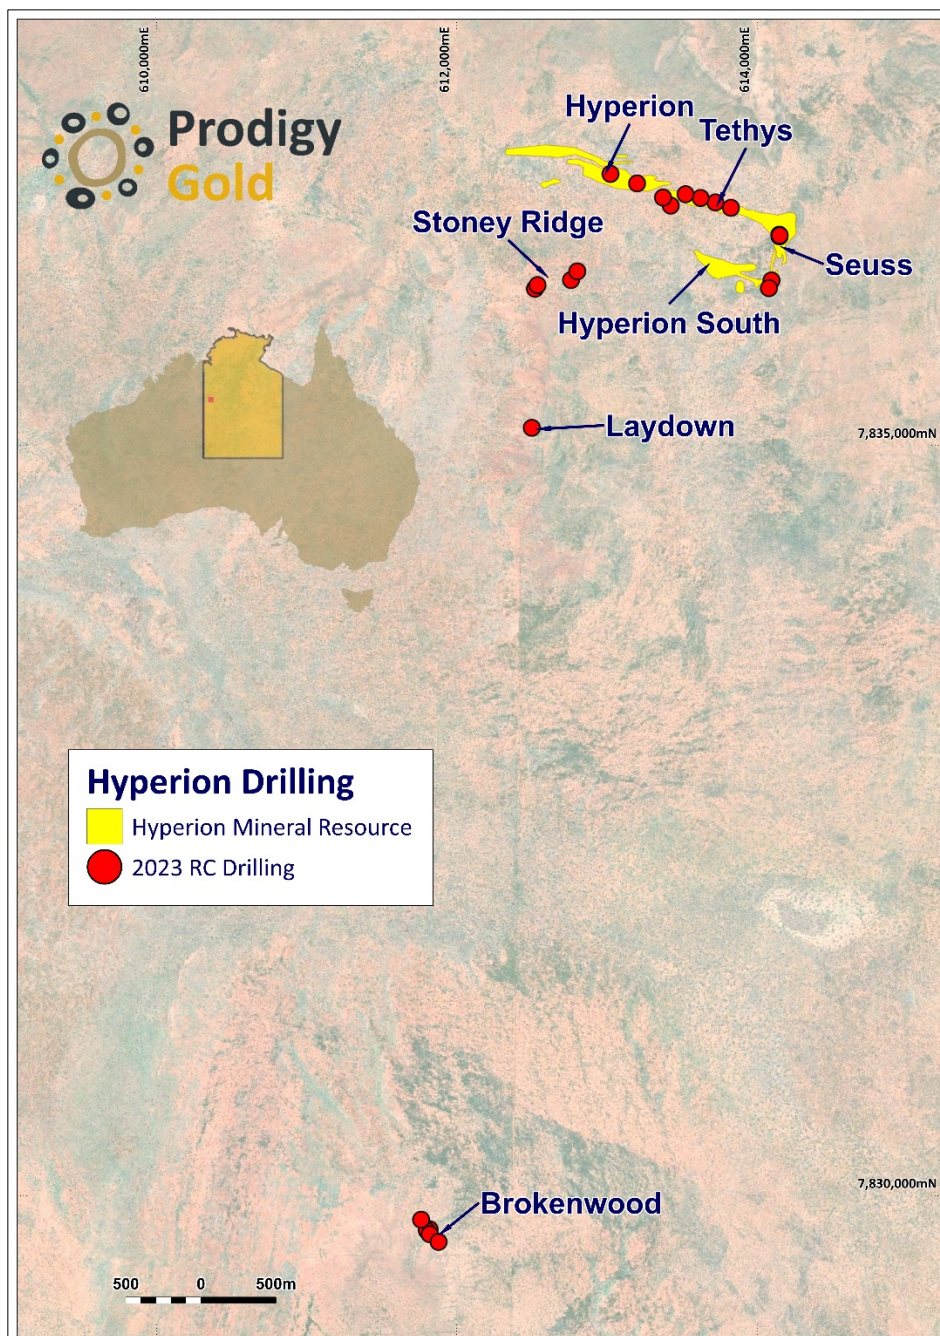 610,000mE
612,000mE
614,000mE
Prodigy
Gold
Hyperion
Tethys
Stoney Ridge
Seuss
Hyperion South
Laydown
7,835,000mN
Hyperion Drilling
Hyperion Mineral Resource
2023 RC Drilling
7,830,000mN
Brokenwood
500 0 500m